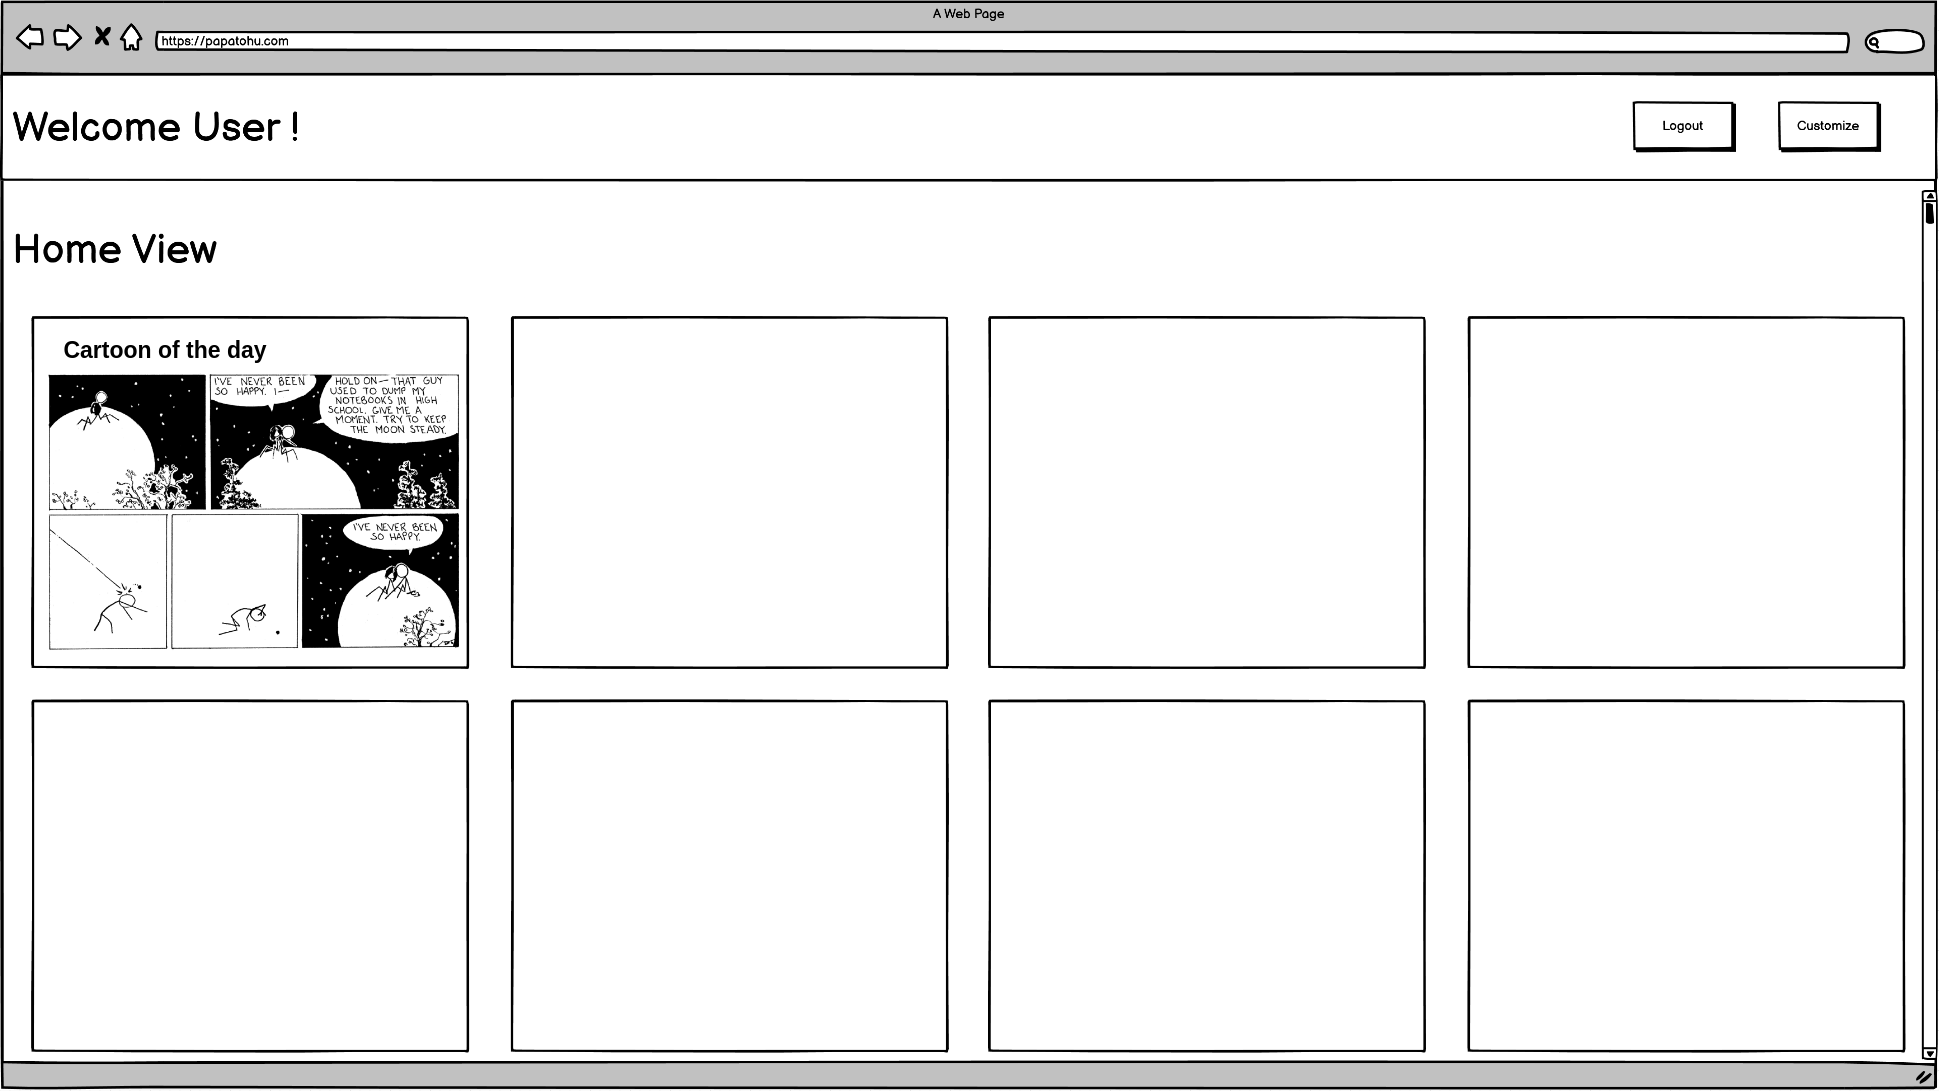 A Web Page
https://papatohu.com
Welcome User !
Logout
Customize
Home View
Cartoon of the day
I'VE NEVER BEEN
SO HAPPY. I—
HOLD ON— THAT GUY
USED TO DUMP MY
NOTEBOOKS IN HIGH
SCHOOL. GIVE ME A
MOMENT. TRY TO KEEP
THE MOON STEADY.
I'VE NEVER BEEN
SO HAPPY.